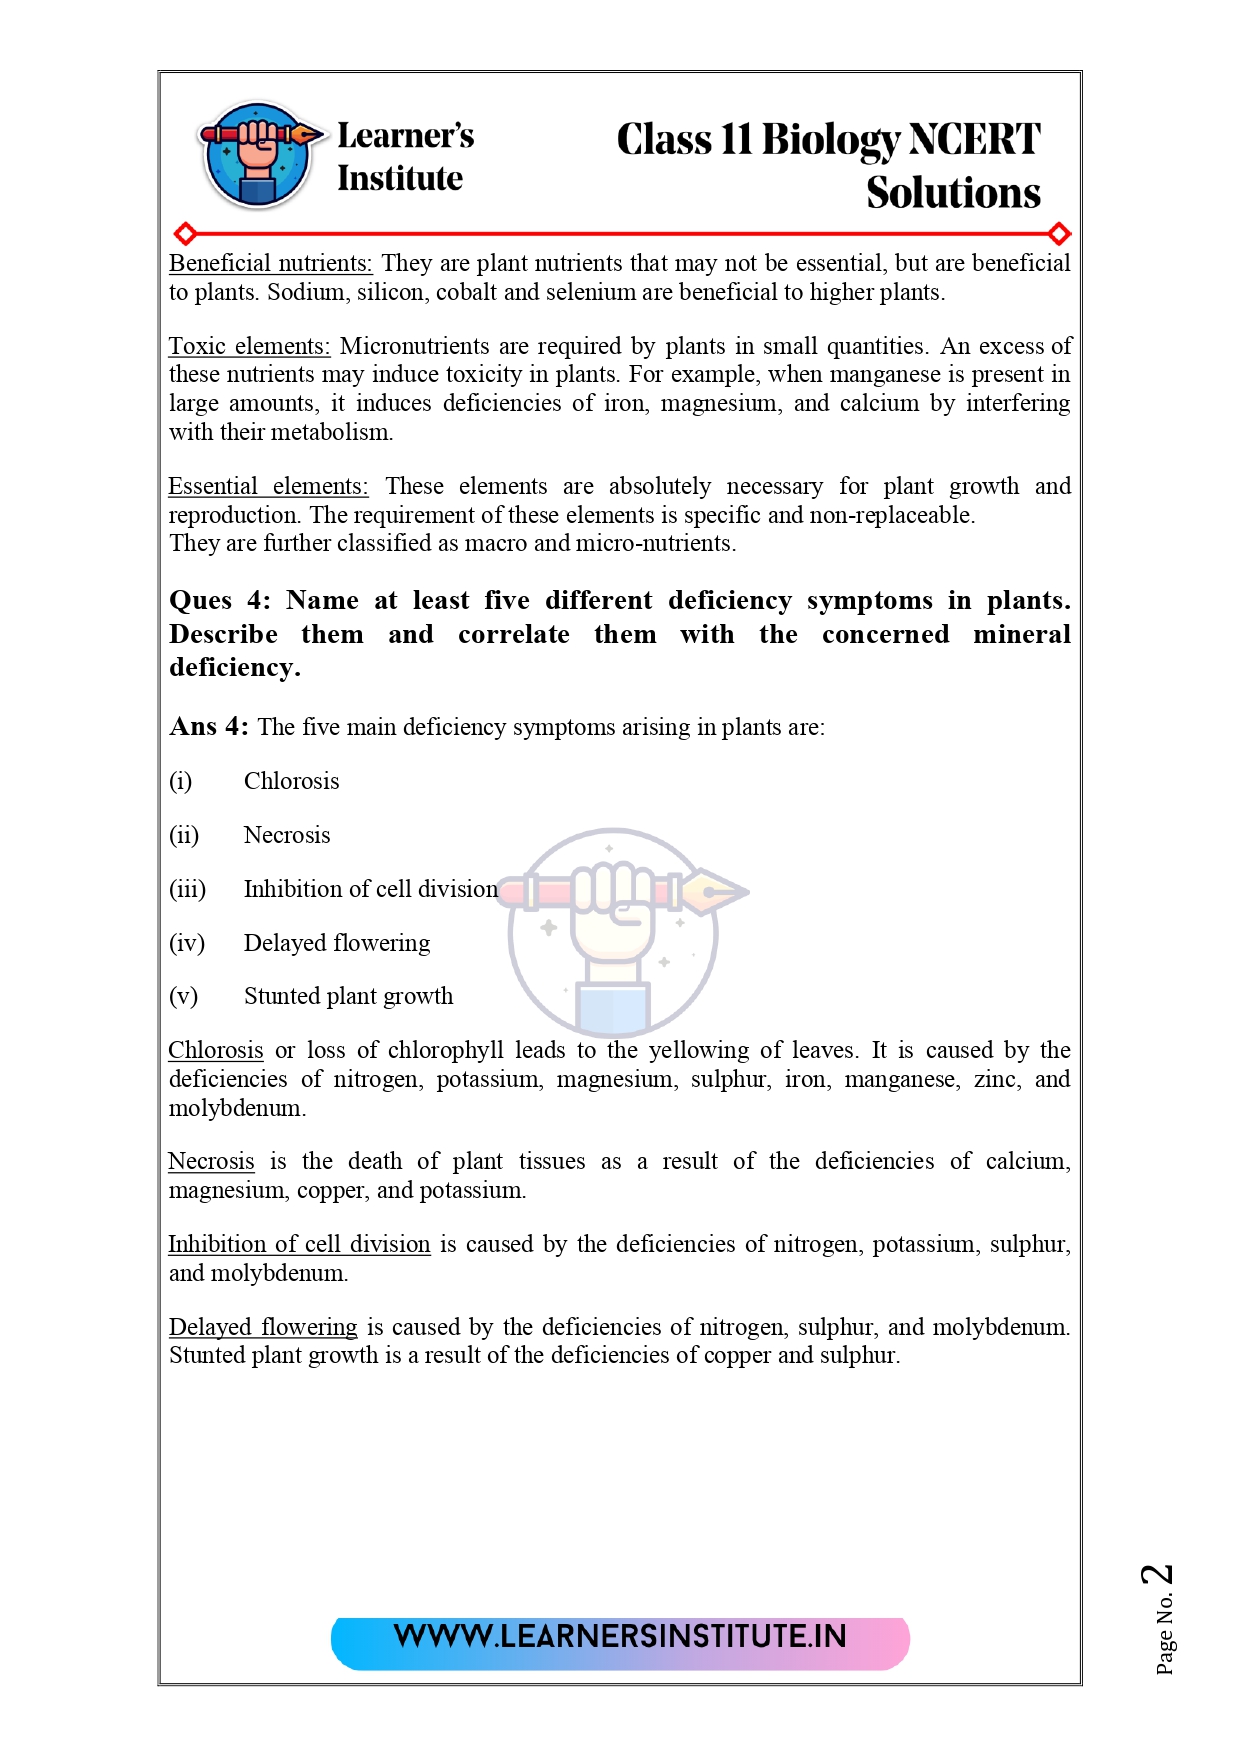 Learner's
Institute
Class 11 Biology NCERT
Solutions
Beneficial nutrients: They are plant nutrients that may not be essential, but are beneficial
to plants. Sodium, silicon, cobalt and selenium are beneficial to higher plants.
Toxic elements: Micronutrients are required by plants in small quantities. An excess of
these nutrients may induce toxicity in plants. For example, when manganese is present in
large amounts, it induces deficiencies of iron, magnesium, and calcium by interfering
with their metabolism.
Essential elements: These elements are absolutely necessary for plant growth and
reproduction. The requirement of these elements is specific and non-replaceable.
They are further classified as macro and micro-nutrients.
Ques 4: Name at least five different deficiency symptoms in plants.
Describe them and correlate them with the concerned mineral
deficiency.
Ans 4: The five main deficiency symptoms arising in plants are:
(i) Chlorosis
(ii) Necrosis
(iii) Inhibition of cell division
(iv) Delayed flowering
(v) Stunted plant growth
Chlorosis or loss of chlorophyll leads to the yellowing of leaves. It is caused by the
deficiencies of nitrogen, potassium, magnesium, sulphur, iron, manganese, zinc, and
molybdenum.
Necrosis is the death of plant tissues as a result of the deficiencies of calcium,
magnesium, copper, and potassium.
Inhibition of cell division is caused by the deficiencies of nitrogen, potassium, sulphur,
and molybdenum.
Delayed flowering is caused by the deficiencies of nitrogen, sulphur, and molybdenum.
Stunted plant growth is a result of the deficiencies of copper and sulphur.
WWW.LEARNERSINSTITUTE.IN
Page No. 2